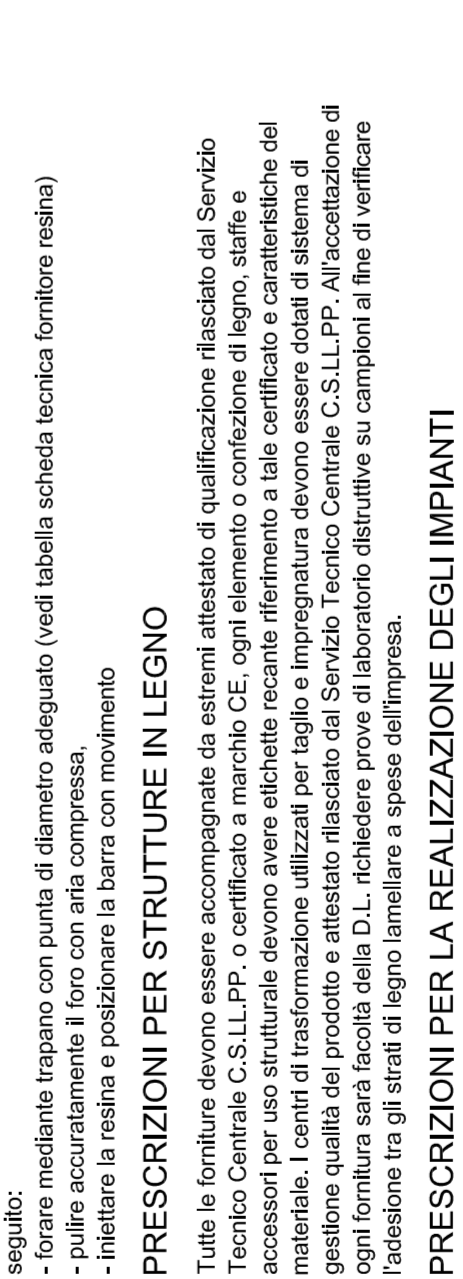 seguito:
- forare mediante trapano con punta di diametro adeguato (vedi tabella scheda tecnica fornitore resina)
- pulire accuratamente il foro con aria compressa,
- iniettare la resina e posizionare la barra con movimento
PRESCRIZIONI PER STRUTTURE IN LEGNO
Tutte le forniture devono essere accompagnate da estremi attestato di qualificazione rilasciato dal Servizio
Tecnico Centrale C.S.LL.PP. o certificato a marchio CE, ogni elemento o confezione di legno, staffe e
accessori per uso strutturale devono avere etichette recante riferimento a tale certificato e caratteristiche del
materiale. I centri di trasformazione utilizzati per taglio e impregnatura devono essere dotati di sistema di
gestione qualità del prodotto e attestato rilasciato dal Servizio Tecnico Centrale C.S.LL.PP. All'accettazione di
ogni fornitura sarà facoltà della D.L. richiedere prove di laboratorio distruttive su campioni al fine di verificare
l'adesione tra gli strati di legno lamellare a spese dell'impresa.
PRESCRIZIONI PER LA REALIZZAZIONE DEGLI IMPIANTI